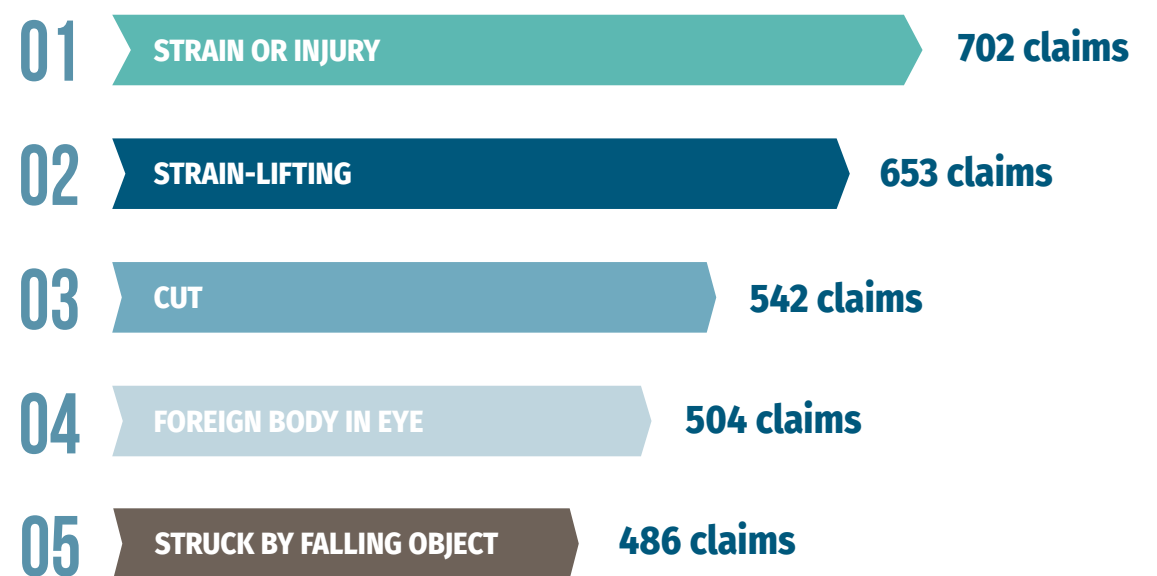 01 STRAIN OR INJURY 702 claims
02 STRAIN-LIFTING 653 claims
03 CUT 542 claims
04 FOREIGN BODY IN EYE 504 claims
05 STRUCK BY FALLING OBJECT 486 claims